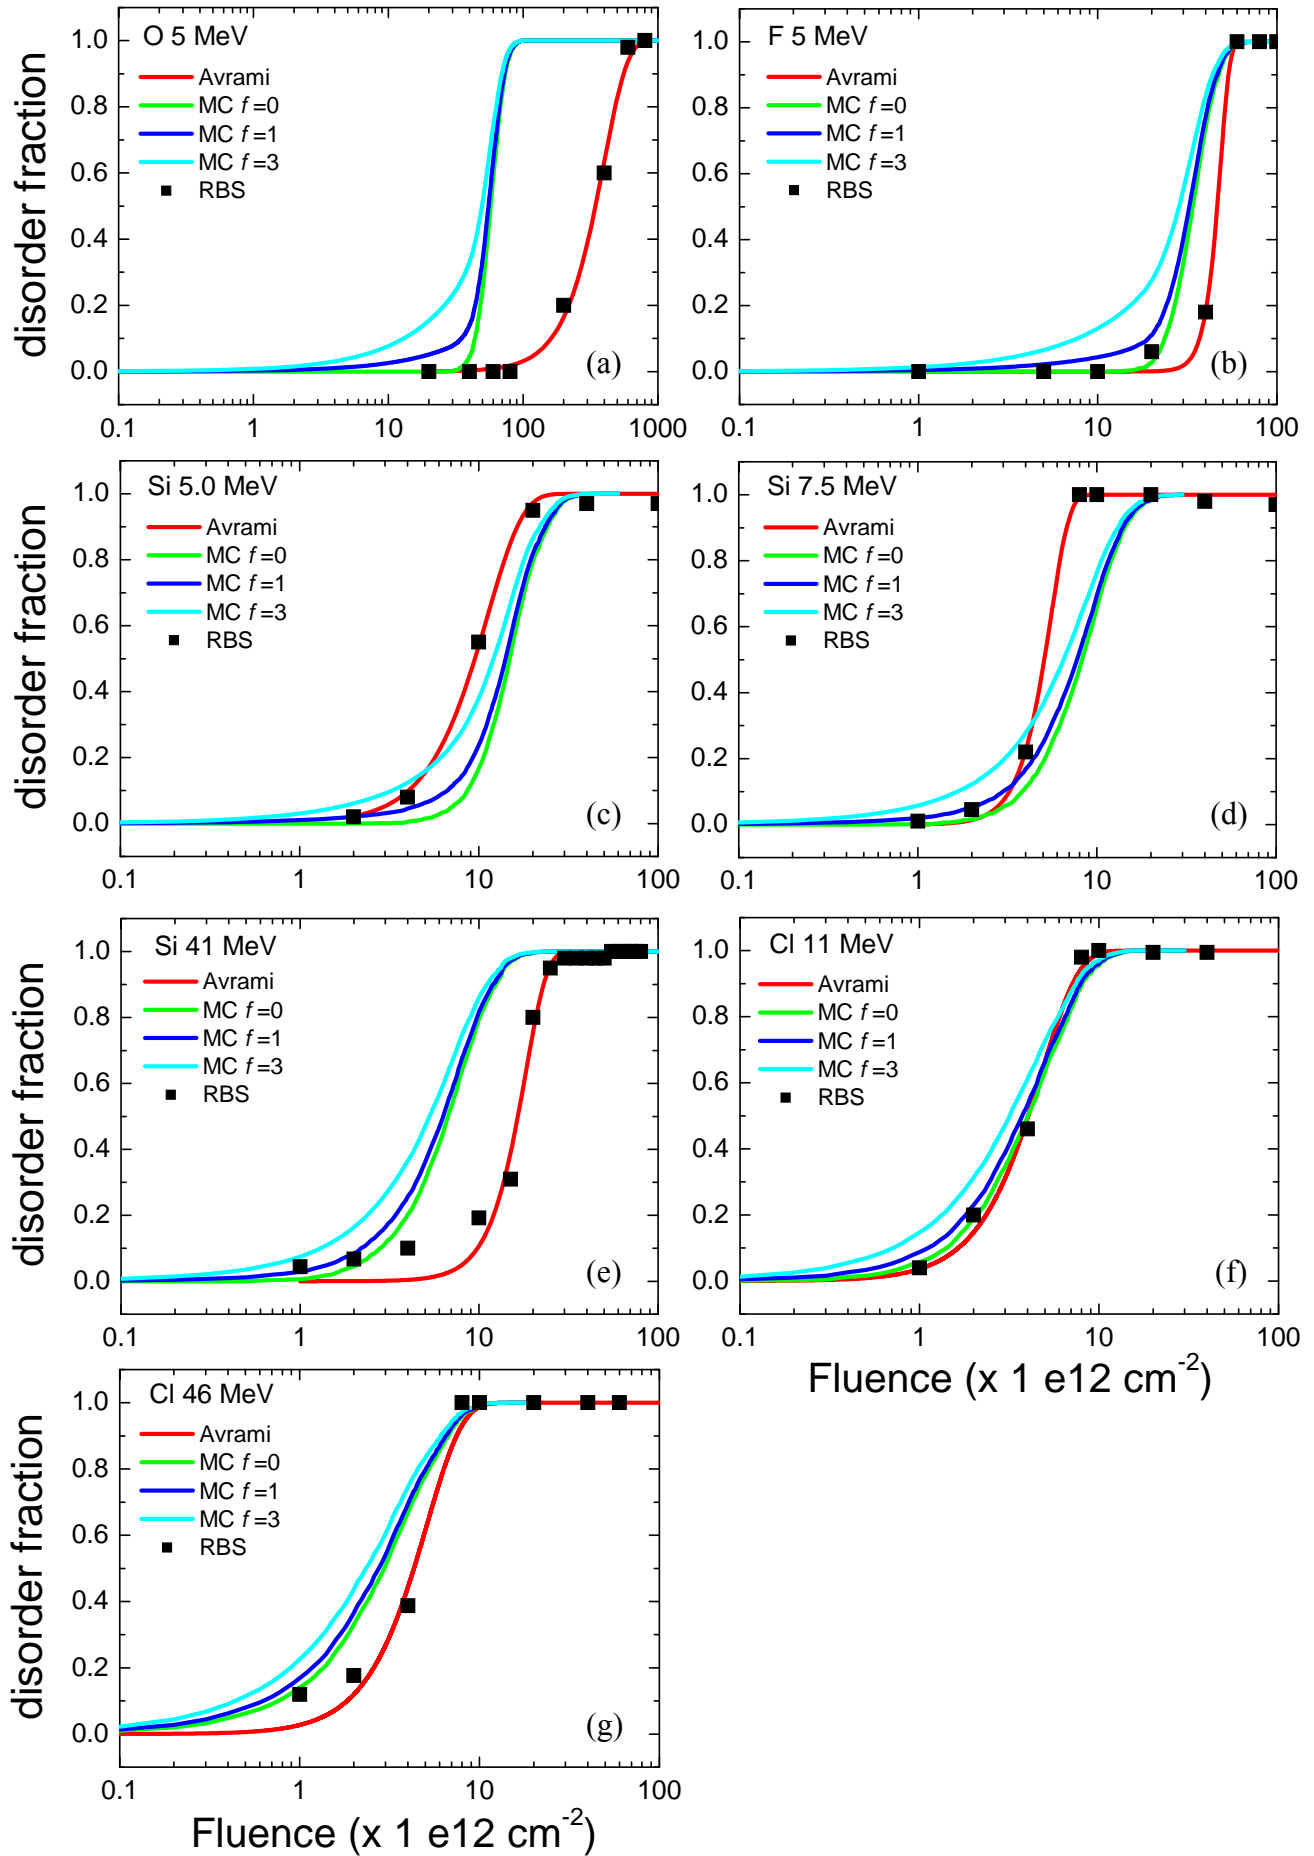 O 5 MeV
Avrami
MC f=0
MC f=1
MC f=3
RBS
(a)
disorder fraction
1.0
0.8
0.6
0.4
0.2
0.0
0.1 1 10 100 1000
F 5 MeV
Avrami
MC f=0
MC f=1
MC f=3
RBS
(b)
1.0
0.8
0.6
0.4
0.2
0.0
0.1 1 10 100
Si 5.0 MeV
Avrami
MC f=0
MC f=1
MC f=3
RBS
(c)
disorder fraction
1.0
0.8
0.6
0.4
0.2
0.0
0.1 1 10 100
Si 7.5 MeV
Avrami
MC f=0
MC f=1
MC f=3
RBS
(d)
1.0
0.8
0.6
0.4
0.2
0.0
0.1 1 10 100
Si 41 MeV
Avrami
MC f=0
MC f=1
MC f=3
RBS
(e)
disorder fraction
1.0
0.8
0.6
0.4
0.2
0.0
0.1 1 10 100
Cl 11 MeV
Avrami
MC f=0
MC f=1
MC f=3
RBS
(f)
1.0
0.8
0.6
0.4
0.2
0.0
0.1 1 10 100
Fluence (x 1 e12 cm⁻²)
Cl 46 MeV
Avrami
MC f=0
MC f=1
MC f=3
RBS
(g)
disorder fraction
1.0
0.8
0.6
0.4
0.2
0.0
0.1 1 10 100
Fluence (x 1 e12 cm⁻²)